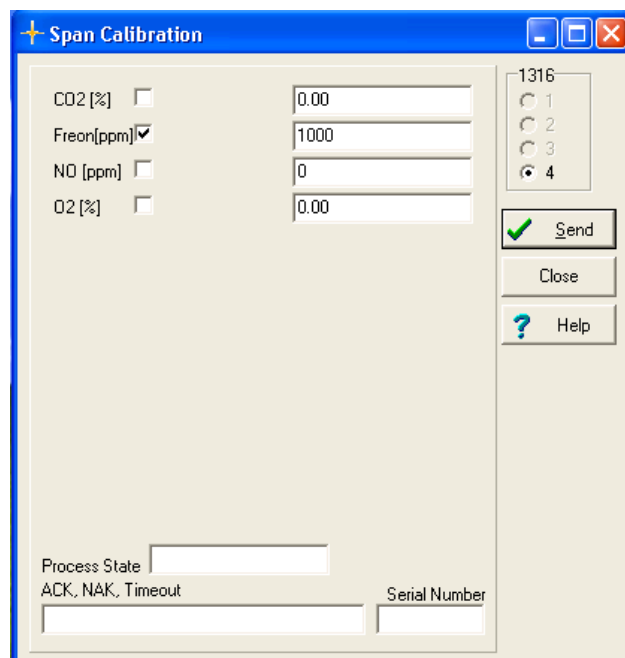 Span Calibration
CO2 [%] 0.00
Freon[ppm] 1000
NO [ppm] 0
O2 [%] 0.00
1316
1
2
3
4
Send
Close
? Help
Process State
ACK, NAK, Timeout
Serial Number